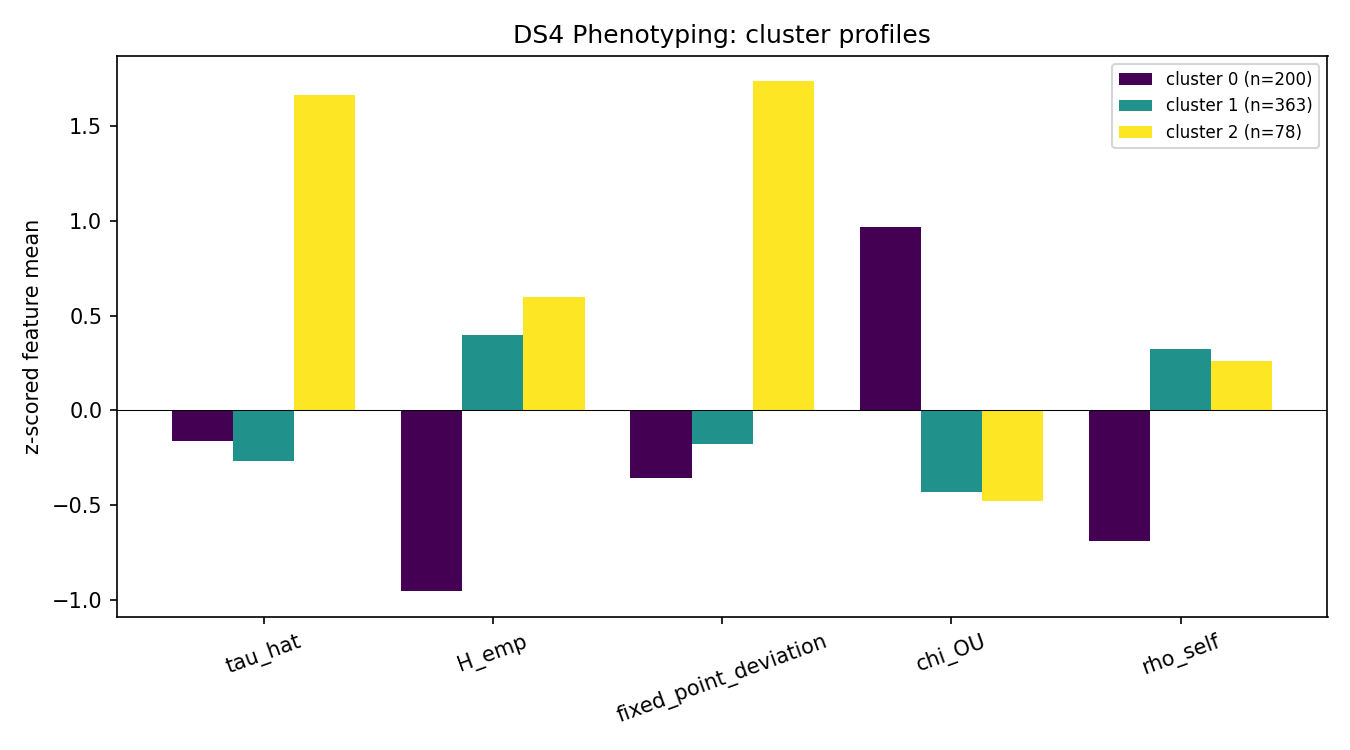 DS4 Phenotyping: cluster profiles
cluster 0 (n=200)
cluster 1 (n=363)
cluster 2 (n=78)
z-scored feature mean
1.5
1.0
0.5
0.0
−0.5
−1.0
tau_hat
H_emp
fixed_point_deviation
chi_OU
rho_self